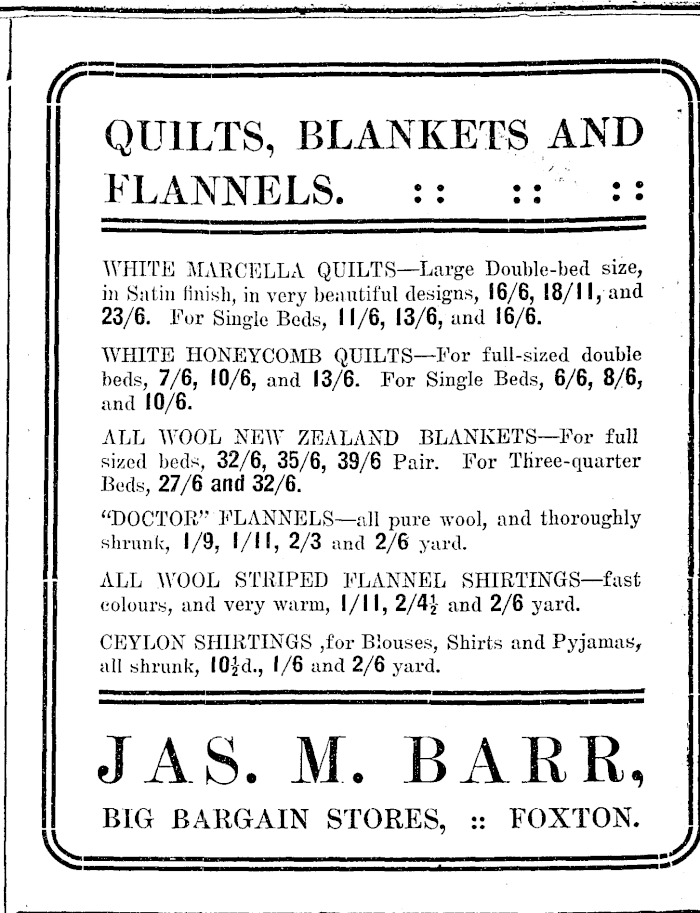 QUILTS, BLANKETS AND
FLANNELS. :: :: ::
WHITE MARCELLA QUILTS—Large Double-bed size,
in Satin finish, in very beautiful designs, 16/6, 18/11, and
23/6. For Single Beds, 11/6, 13/6, and 16/6.
WHITE HONEYCOMB QUILTS—For full-sized double
beds, 7/6, 10/6, and 13/6. For Single Beds, 6/6, 8/6,
and 10/6.
ALL WOOL NEW ZEALAND BLANKETS—For full
sized beds, 32/6, 35/6, 39/6 Pair. For Three-quarter
Beds, 27/6 and 32/6.
“DOCTOR” FLANNELS—all pure wool, and thoroughly
shrunk, 1/9, 1/11, 2/3 and 2/6 yard.
ALL WOOL STRIPED FLANNEL SHIRTINGS—fast
colours, and very warm, 1/11, 2/4½ and 2/6 yard.
CEYLON SHIRTINGS ,for Blouses, Shirts and Pyjamas,
all shrunk, 10½d., 1/6 and 2/6 yard.
JAS. M. BARR,
BIG BARGAIN STORES, :: FOXTON.